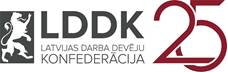 LDDK
LATVIJAS DARBA DEVĒJU
KONFEDERĀCIJA
25